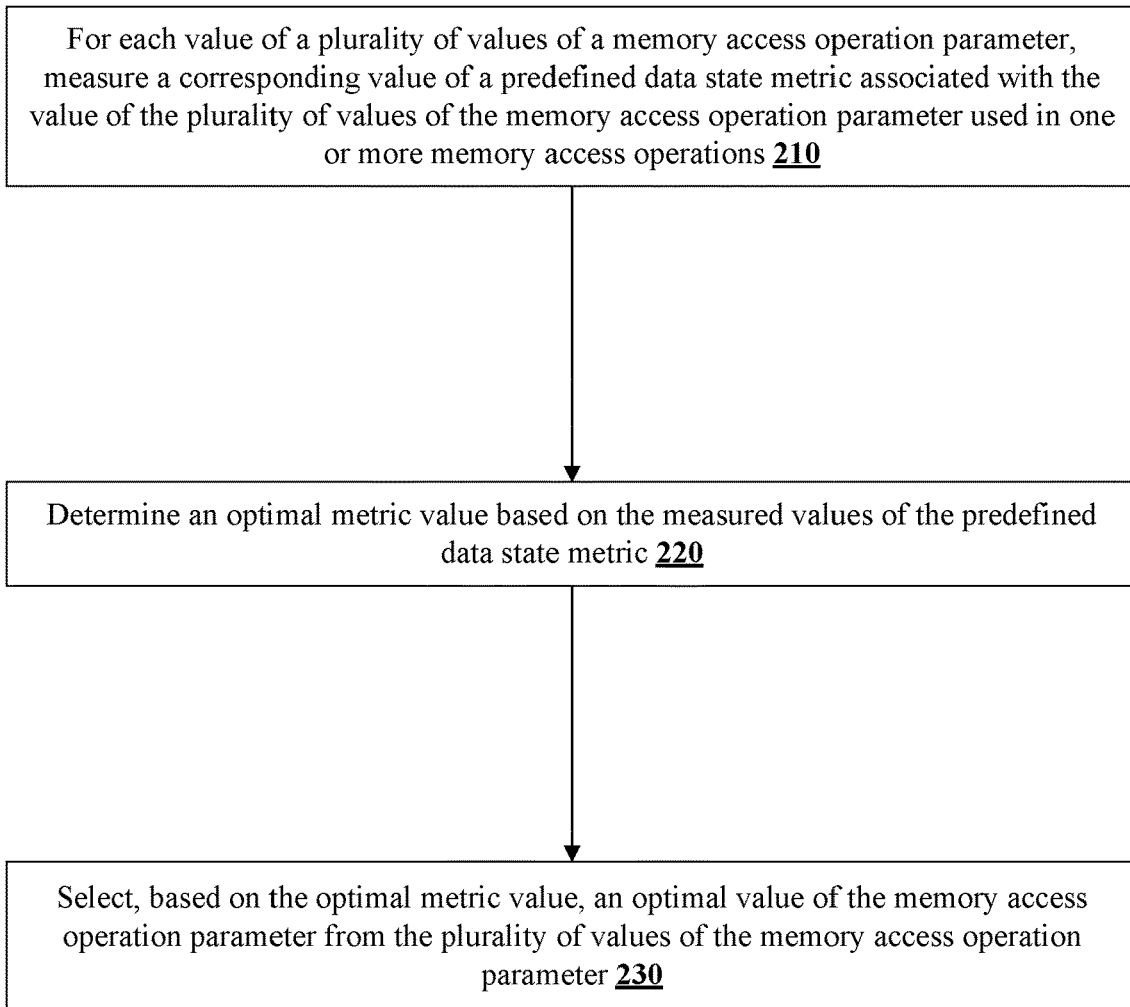 For each value of a plurality of values of a memory access operation parameter,
measure a corresponding value of a predefined data state metric associated with the
value of the plurality of values of the memory access operation parameter used in one
or more memory access operations 210
Determine an optimal metric value based on the measured values of the predefined
data state metric 220
Select, based on the optimal metric value, an optimal value of the memory access
operation parameter from the plurality of values of the memory access operation
parameter 230